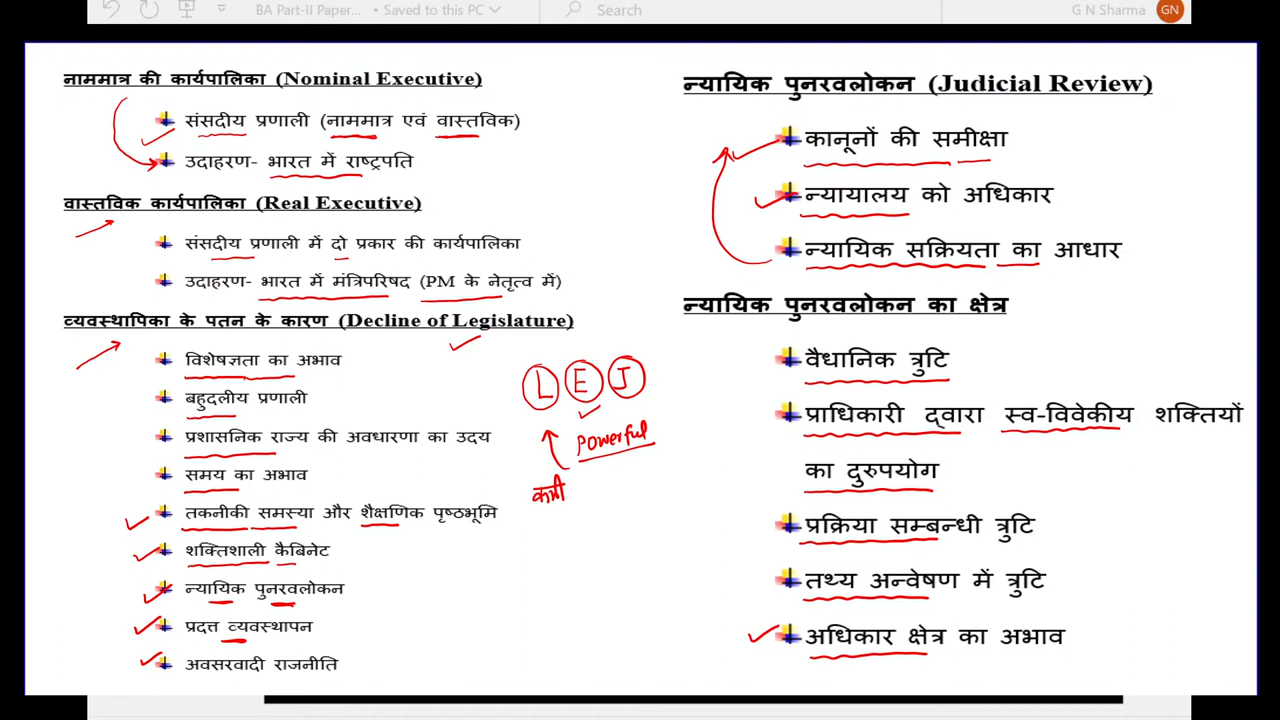 BA Part-II Paper... • Saved to this PC
Search
G N Sharma GN
नाममात्र की कार्यपालिका (Nominal Executive)
संसदीय प्रणाली (नाममात्र एवं वास्तविक)
उदाहरण- भारत में राष्ट्रपति
वास्तविक कार्यपालिका (Real Executive)
संसदीय प्रणाली में दो प्रकार की कार्यपालिका
उदाहरण- भारत में मंत्रिपरिषद (PM के नेतृत्व में)
व्यवस्थापिका के पतन के कारण (Decline of Legislature)
विशेषज्ञता का अभाव
बहुदलीय प्रणाली
प्रशासनिक राज्य की अवधारणा का उदय
समय का अभाव
तकनीकी समस्या और शैक्षणिक पृष्ठभूमि
शक्तिशाली कैबिनेट
न्यायिक पुनरवलोकन
प्रदत्त व्यवस्थापन
अवसरवादी राजनीति
L E J
Powerful
कमी
न्यायिक पुनरवलोकन (Judicial Review)
कानूनों की समीक्षा
न्यायालय को अधिकार
न्यायिक सक्रियता का आधार
न्यायिक पुनरवलोकन का क्षेत्र
वैधानिक त्रुटि
प्राधिकारी द्वारा स्व-विवेकीय शक्तियों
का दुरुपयोग
प्रक्रिया सम्बन्धी त्रुटि
तथ्य अन्वेषण में त्रुटि
अधिकार क्षेत्र का अभाव